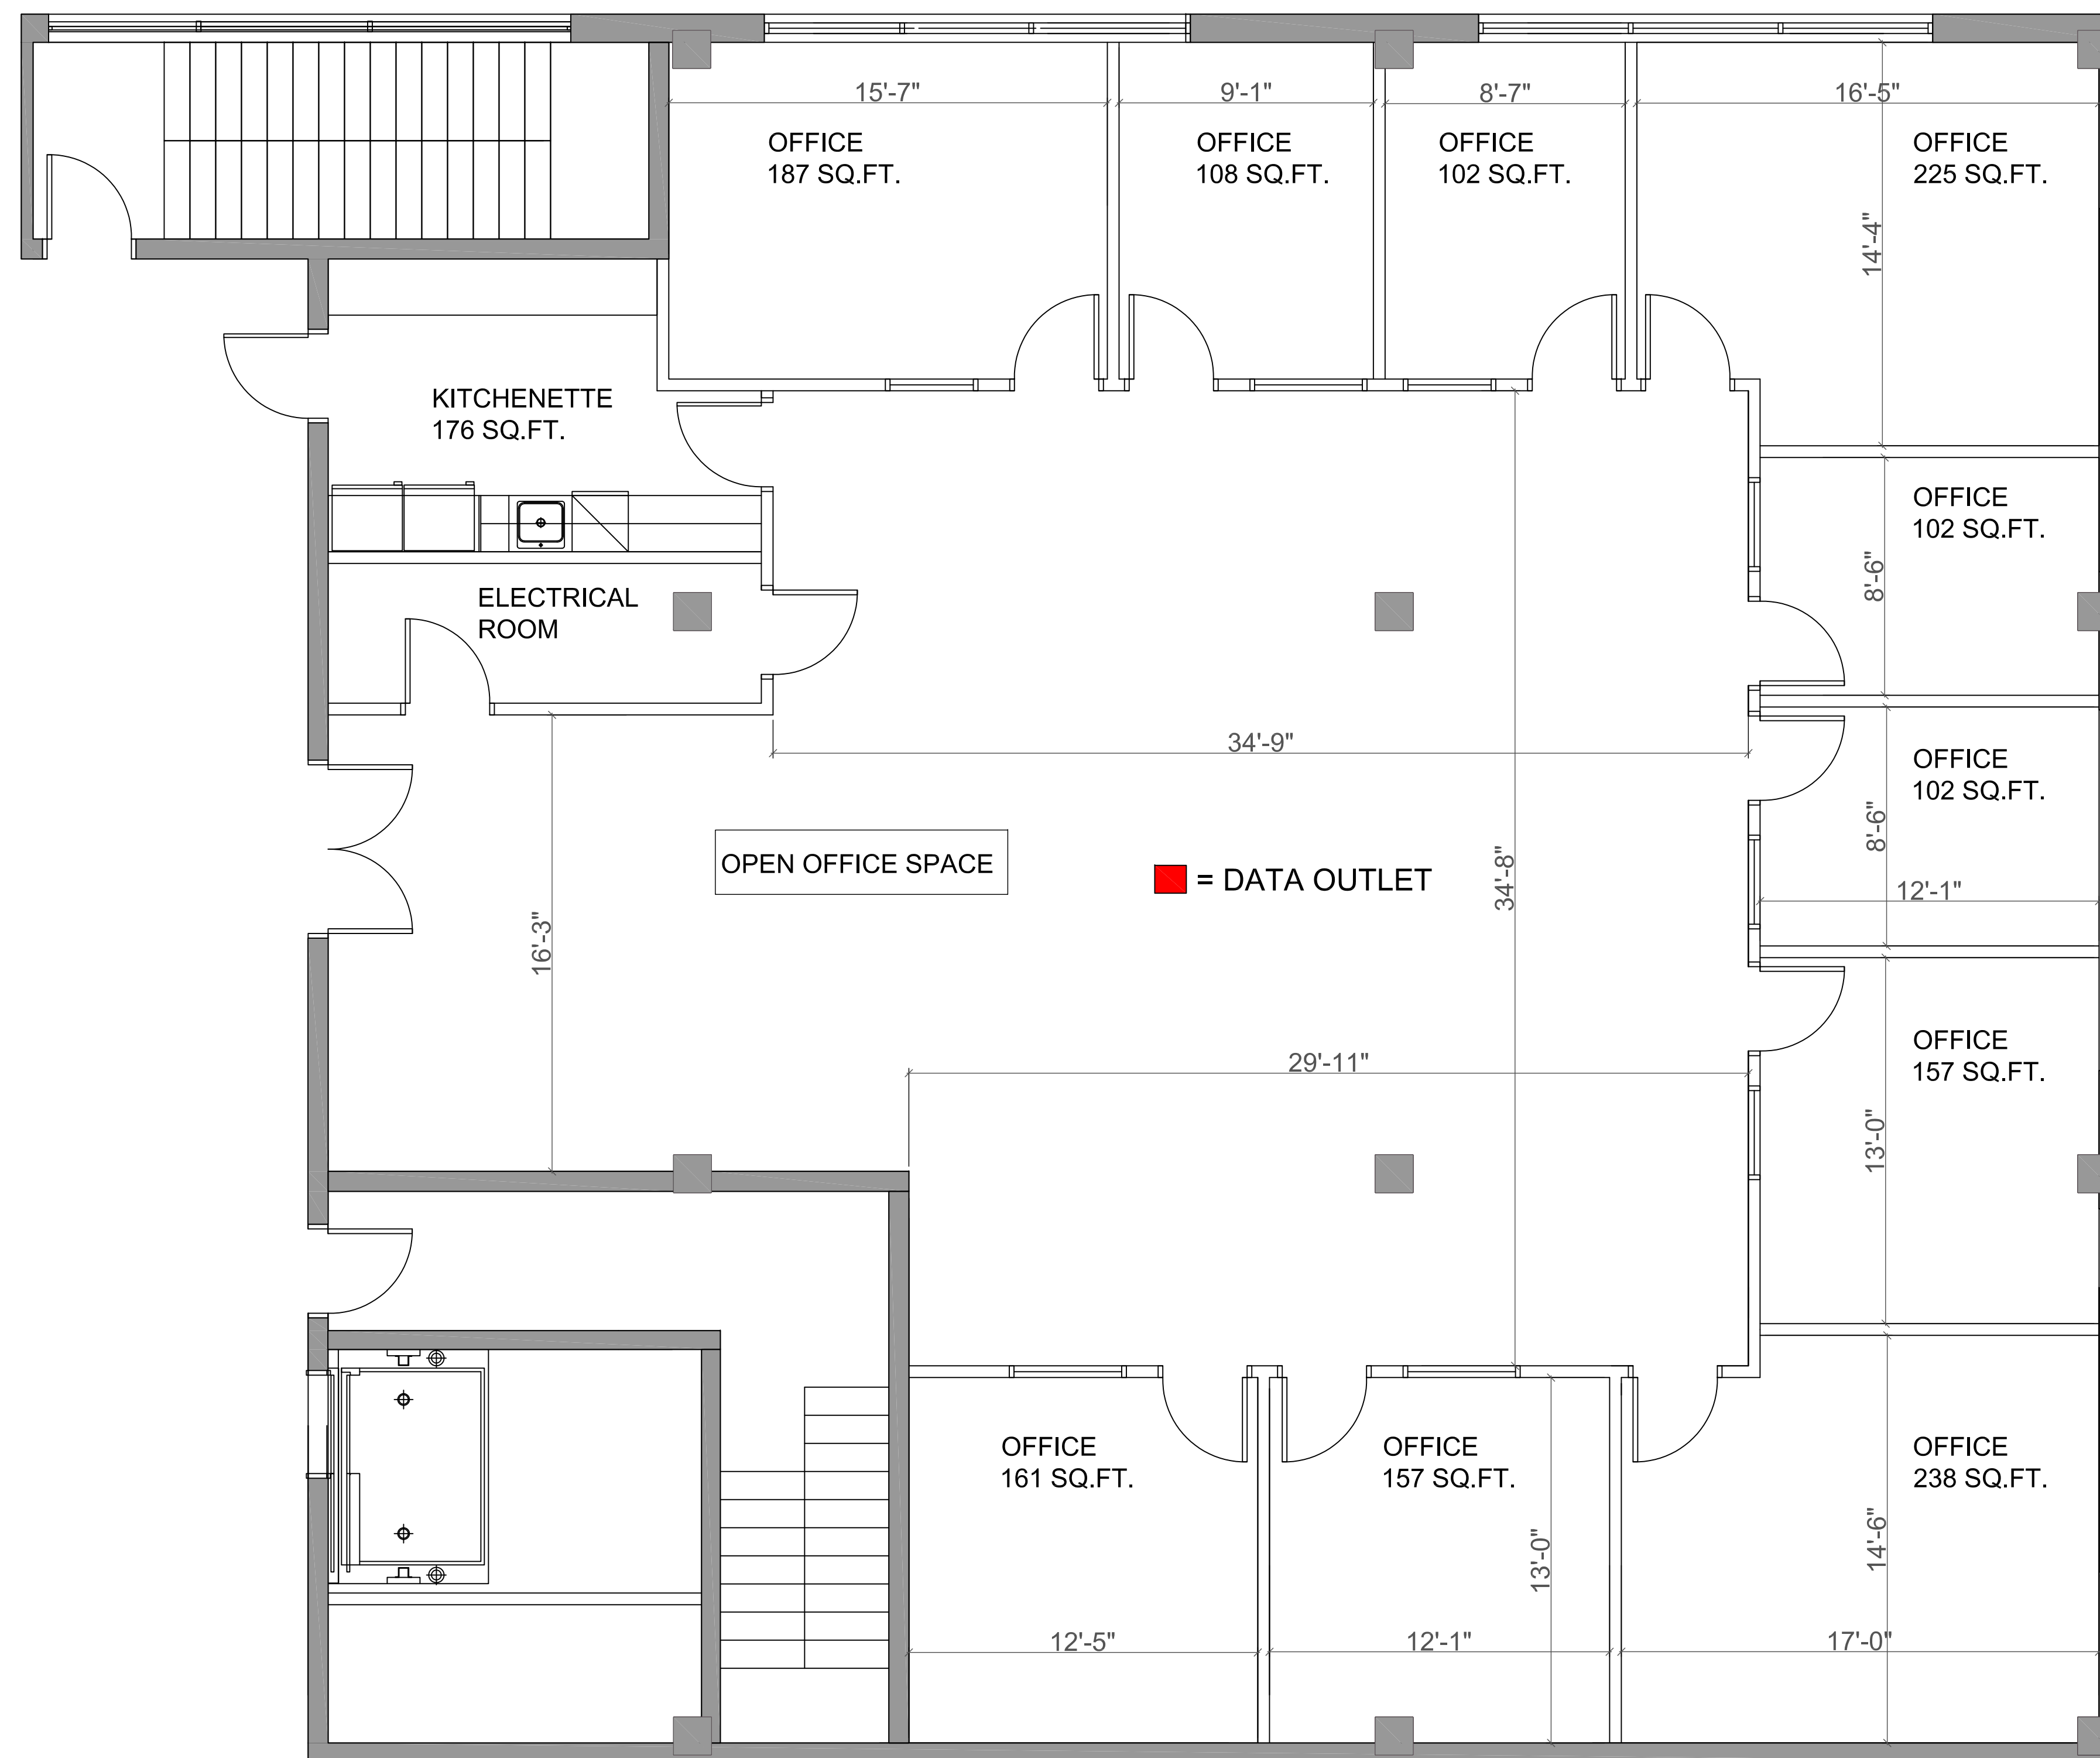 15'-7"
9'-1"
8'-7"
16'-5"
OFFICE
187 SQ.FT.
OFFICE
108 SQ.FT.
OFFICE
102 SQ.FT.
OFFICE
225 SQ.FT.
14'-4"
KITCHENETTE
176 SQ.FT.
OFFICE
102 SQ.FT.
8'-6"
ELECTRICAL
ROOM
34'-9"
OFFICE
102 SQ.FT.
8'-6"
12'-1"
OPEN OFFICE SPACE
= DATA OUTLET
34'-8"
16'-3"
29'-11"
OFFICE
157 SQ.FT.
13'-0"
OFFICE
161 SQ.FT.
OFFICE
157 SQ.FT.
OFFICE
238 SQ.FT.
13'-0"
14'-6"
12'-5"
12'-1"
17'-0"